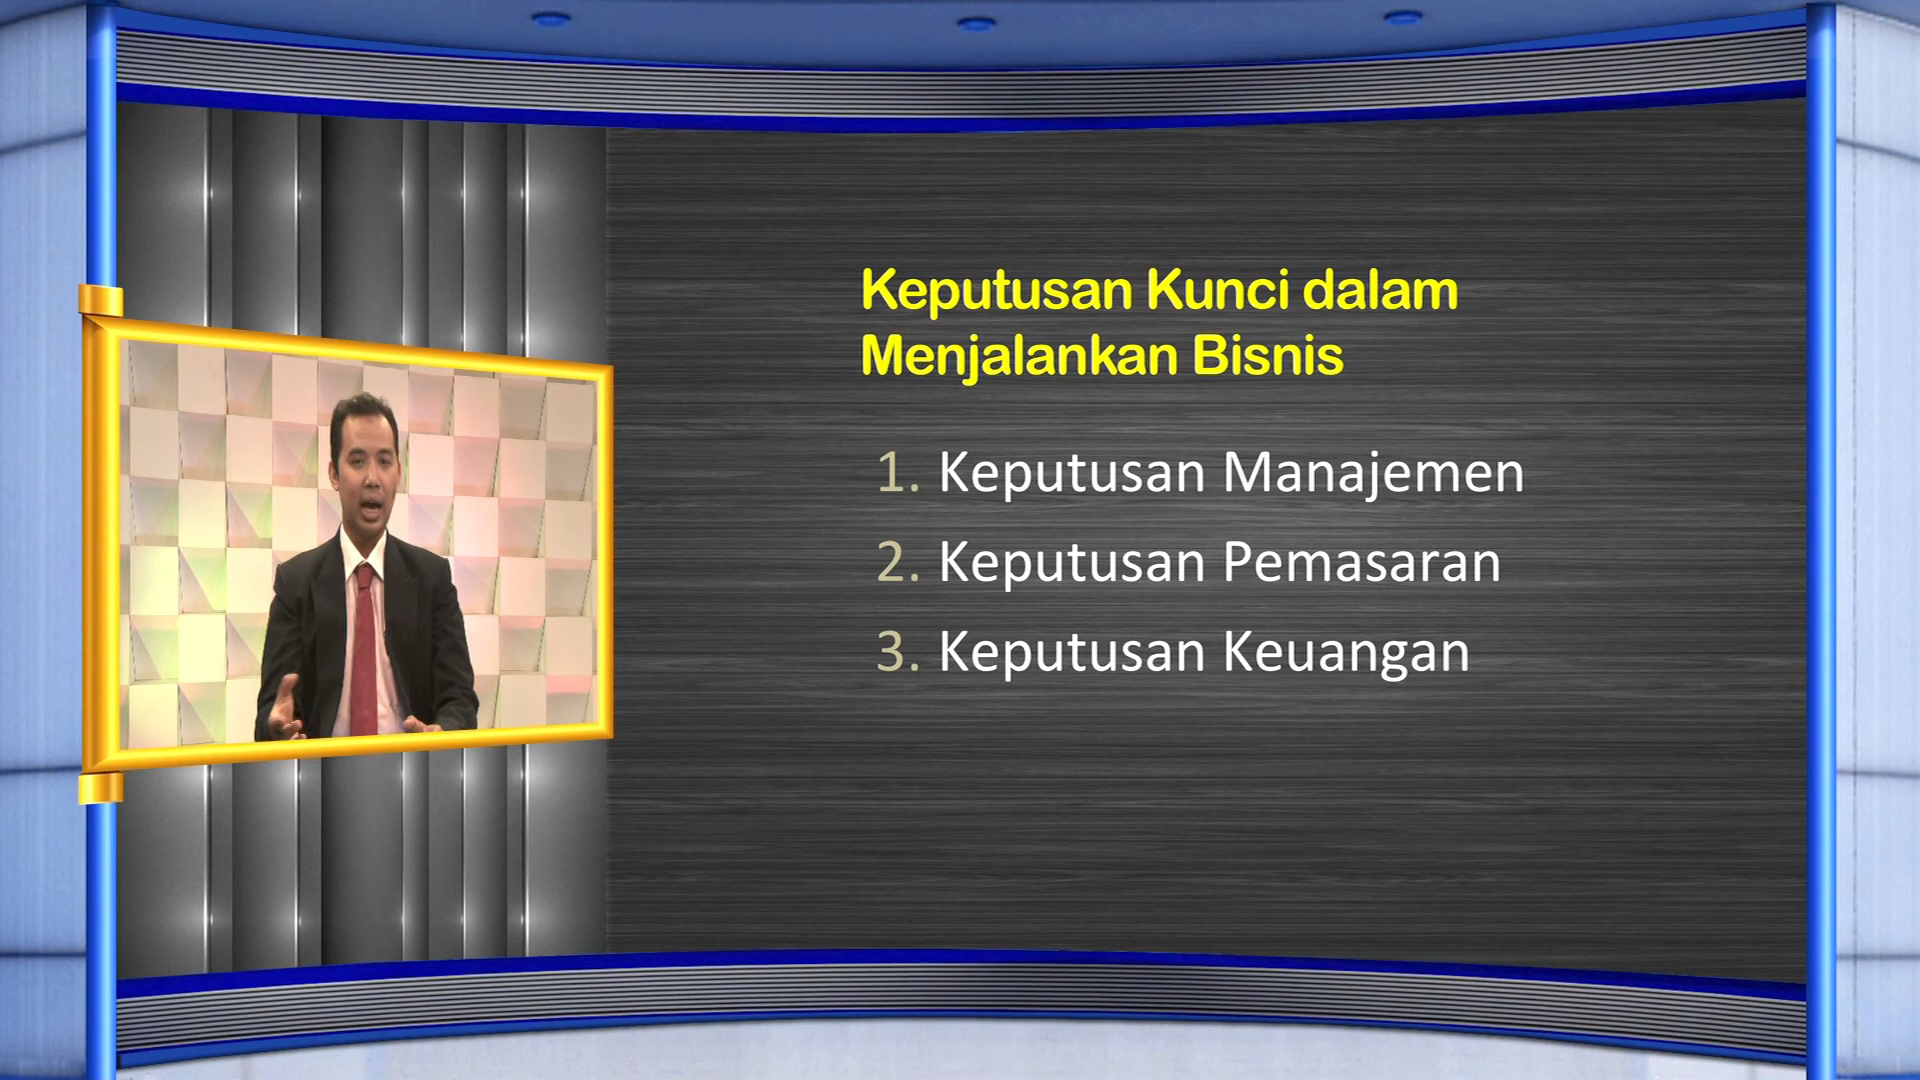 Keputusan Kunci dalam
Menjalankan Bisnis
1. Keputusan Manajemen
2. Keputusan Pemasaran
3. Keputusan Keuangan